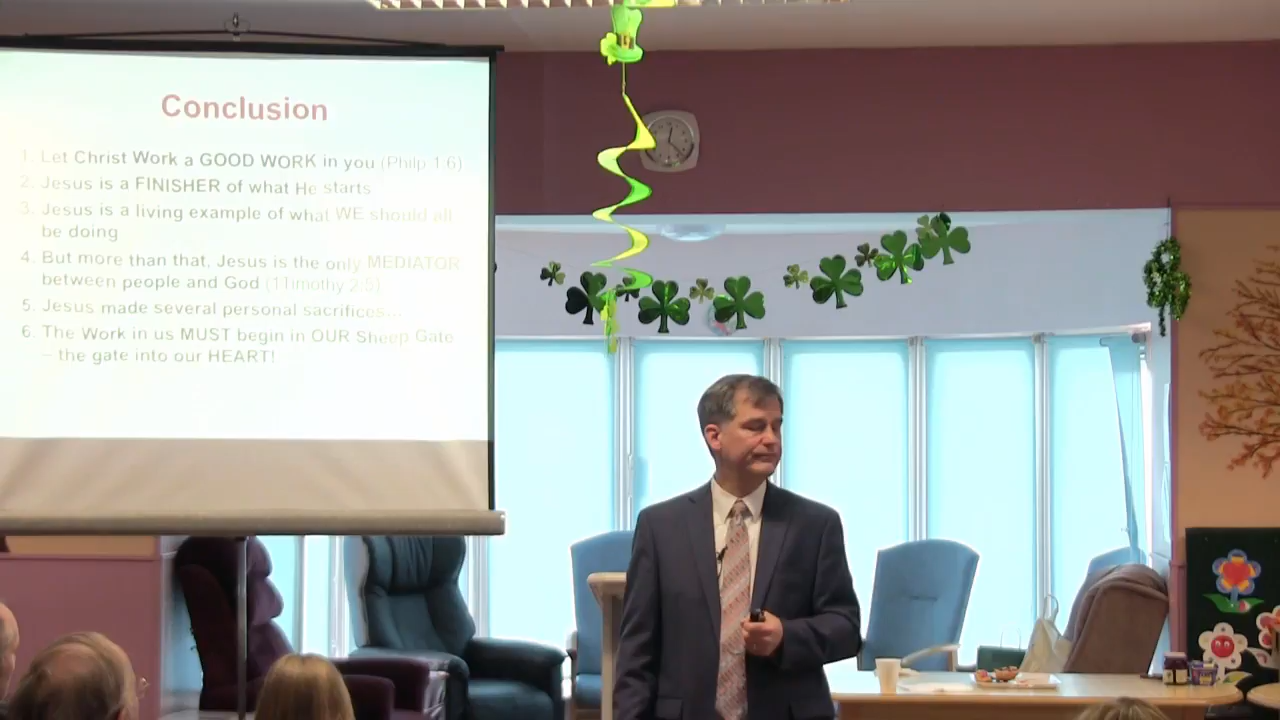 Conclusion
1. Let Christ Work a GOOD WORK in you (Philp 1:6)
2. Jesus is a FINISHER of what He starts
3. Jesus is a living example of what WE should all
be doing
4. But more than that, Jesus is the only MEDIATOR
between people and God (1Timothy 2:5)
5. Jesus made several personal sacrifices...
6. The Work in us MUST begin in OUR Sheep Gate
– the gate into our HEART!